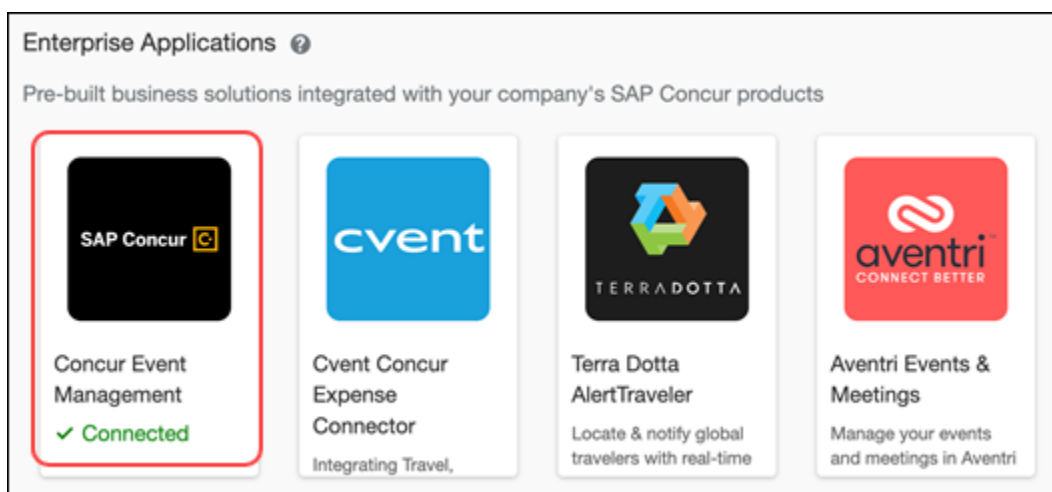 Enterprise Applications ?
Pre-built business solutions integrated with your company's SAP Concur products
SAP Concur C·
Concur Event
Management
✓ Connected
cvent
Cvent Concur
Expense
Connector
Integrating Travel,
TERRADOTTA
Terra Dotta
AlertTraveler
Locate & notify global
travelers with real-time
aventri™
CONNECT BETTER
Aventri Events &
Meetings
Manage your events
and meetings in Aventri